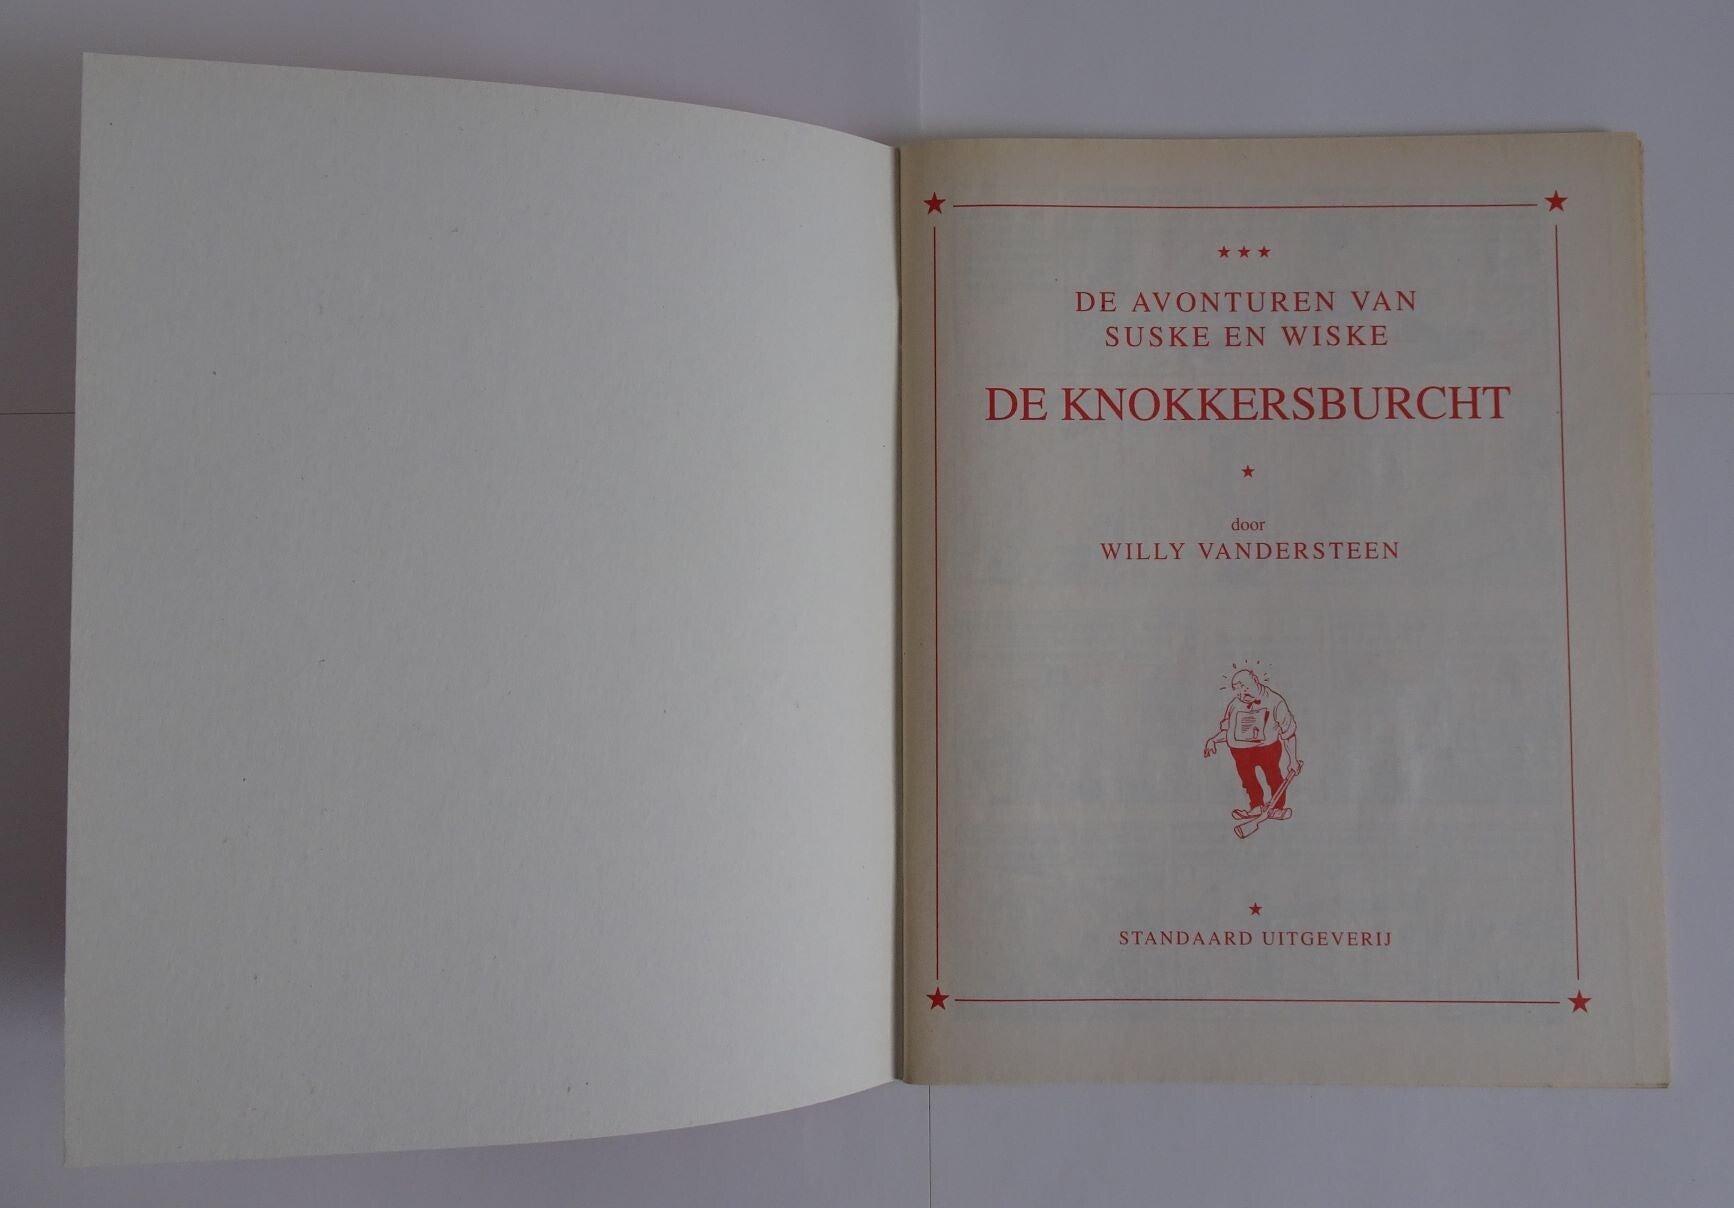 DE AVONTUREN VAN
SUSKE EN WISKE
DE KNOKKERSBURCHT
door
WILLY VANDERSTEEN
STANDAARD UITGEVERIJ